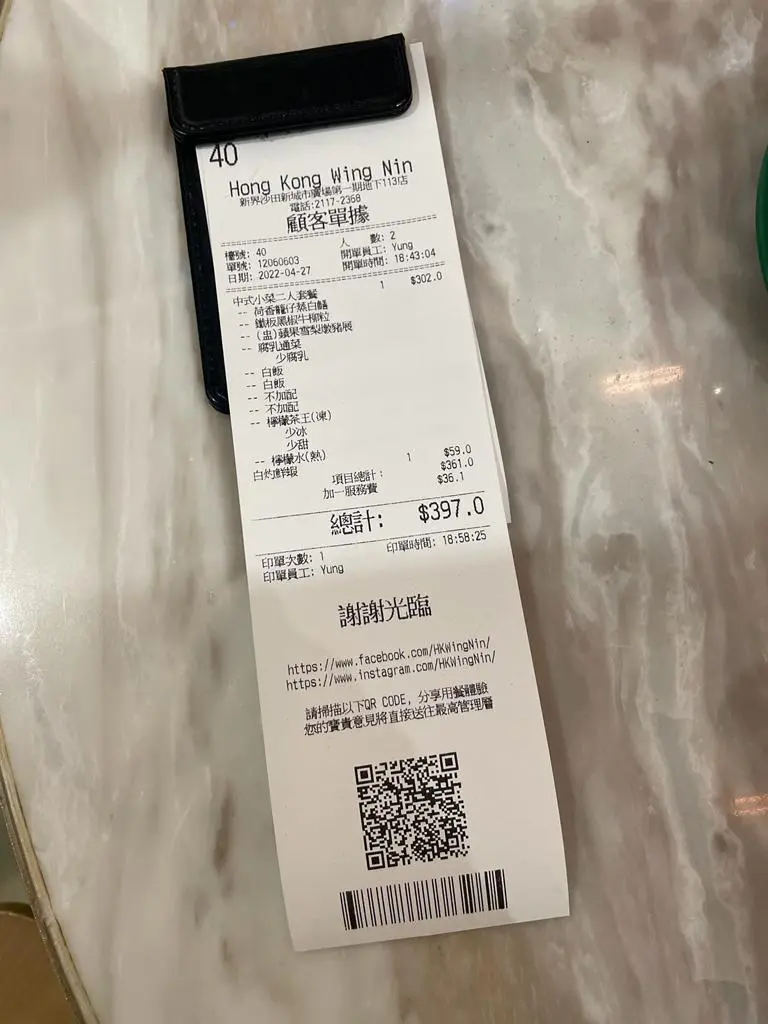 40
Hong Kong Wing Nin
新界沙田新城市廣場第一期地下113店
電話:2117-2368
顧客單據
檯號: 40 人 數: 2
單號: 12060603 開單員工: Yung
日期: 2022-04-27 開單時間: 18:43:04
中式小菜二人套餐 1 $302.0
-- 荷香籠仔蒸白鱔
-- 鐵板黑椒牛柳粒
-- (盅)蘋果雪梨燉豬𦟌
-- 腐乳通菜
少腐乳
-- 白飯
-- 白飯
-- 不加配
-- 不加配
-- 檸檬茶王(凍)
少冰
少甜
-- 檸檬水(熱)
白灼鮮蝦 1 $59.0
項目總計: $361.0
加一服務費 $36.1
總計: $397.0
印單次數: 1 印單時間: 18:58:25
印單員工: Yung
謝謝光臨
https://www.facebook.com/HKWingNin/
https://www.instagram.com/HKWingNin/
請掃描以下QR CODE, 分享用餐體驗
您的寶貴意見將直接送往最高管理層